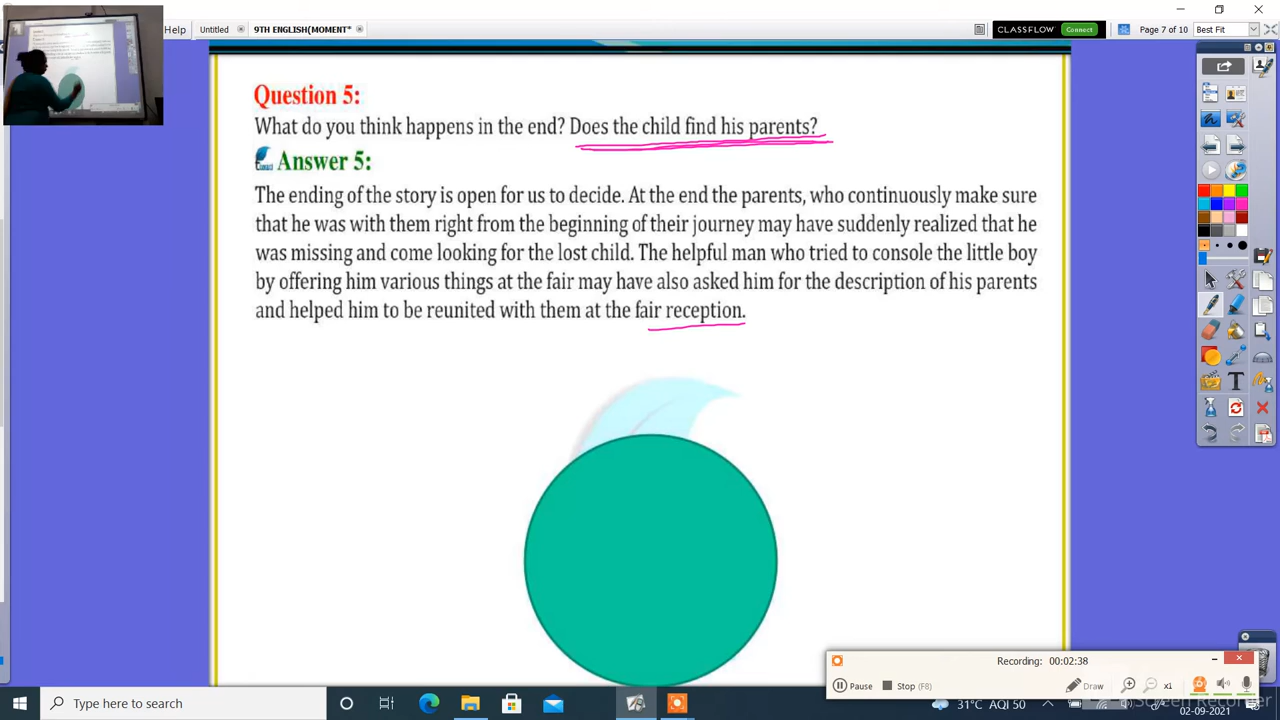 Help
Untitled
9TH ENGLISH(MOMENT*
CLASSFLOW
Connect
Page 7 of 10
Best Fit
Question 5:
What do you think happens in the end? Does the child find his parents?
Answer 5:
The ending of the story is open for us to decide. At the end the parents, who continuously make sure
that he was with them right from the beginning of their journey may have suddenly realized that he
was missing and come looking for the lost child. The helpful man who tried to console the little boy
by offering him various things at the fair may have also asked him for the description of his parents
and helped him to be reunited with them at the fair reception.
Recording: 00:02:38
Pause
Stop (F8)
Draw
x1
Type here to search
31°C AQI 50
02-09-2021
Screen Recorder